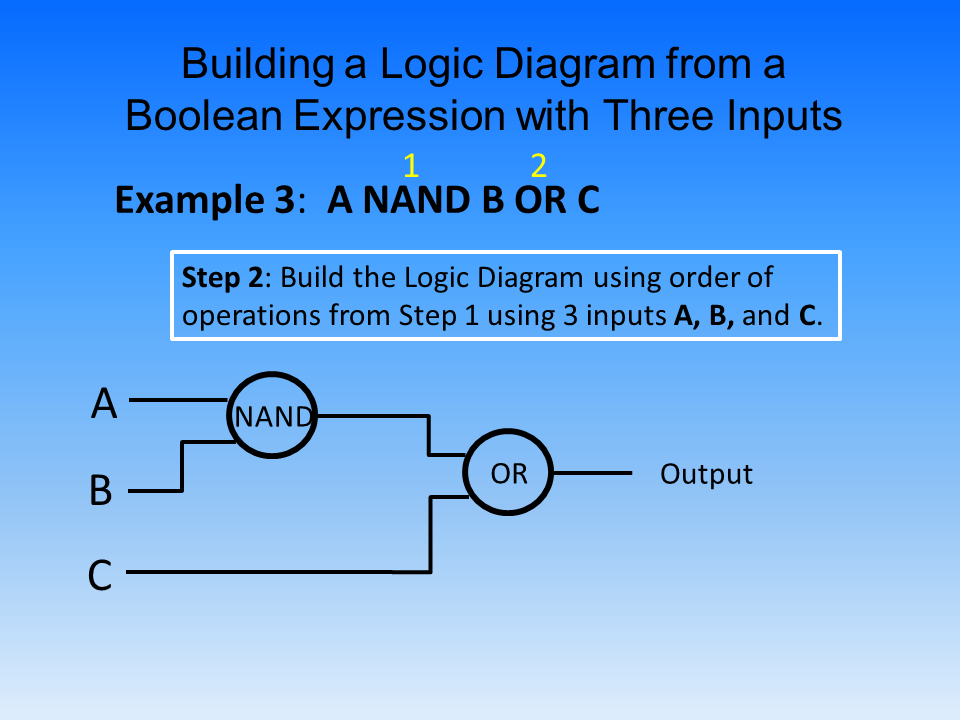 Building a Logic Diagram from a
Boolean Expression with Three Inputs
1 2
Example 3: A NAND B OR C
Step 2: Build the Logic Diagram using order of
operations from Step 1 using 3 inputs A, B, and C.
A
NAND
B
OR
Output
C